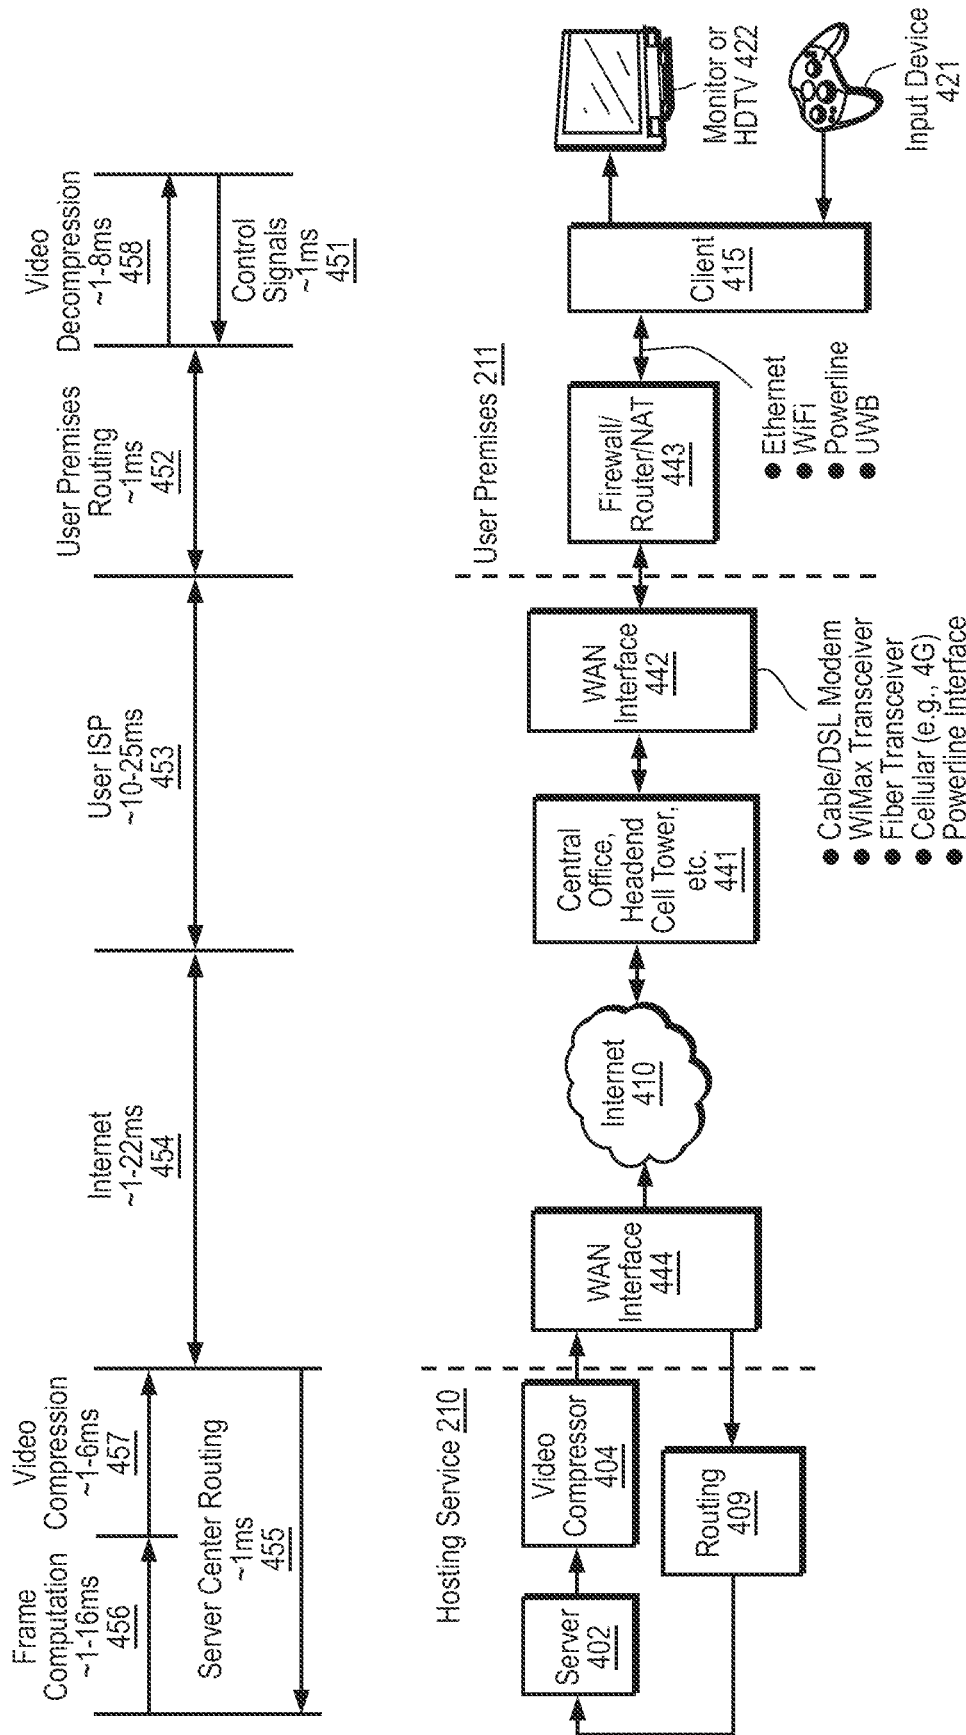 Frame
Computation
~1-16ms
456
Video
Compression
~1-6ms
457
Server Center Routing
~1ms
455
Internet
~1-22ms
454
User ISP
~10-25ms
453
User Premises
Routing
~1ms
452
Video
Decompression
~1-8ms
458
Control
Signals
~1ms
451
Hosting Service 210
Server
402
Video
Compressor
404
Routing
409
WAN
Interface
444
Internet
410
Central
Office,
Headend
Cell Tower,
etc.
441
WAN
Interface
442
● Cable/DSL Modem
● WiMax Transceiver
● Fiber Transceiver
● Cellular (e.g., 4G)
● Powerline Interface
User Premises 211
Firewall/
Router/NAT
443
● Ethernet
● WiFi
● Powerline
● UWB
Client
415
Monitor or
HDTV 422
Input Device
421